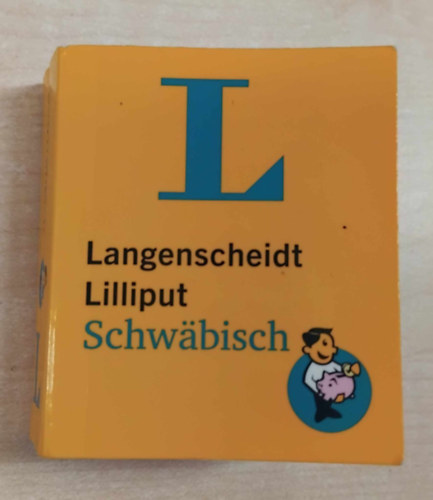 L
Langenscheidt
Lilliput
Schwäbisch
L